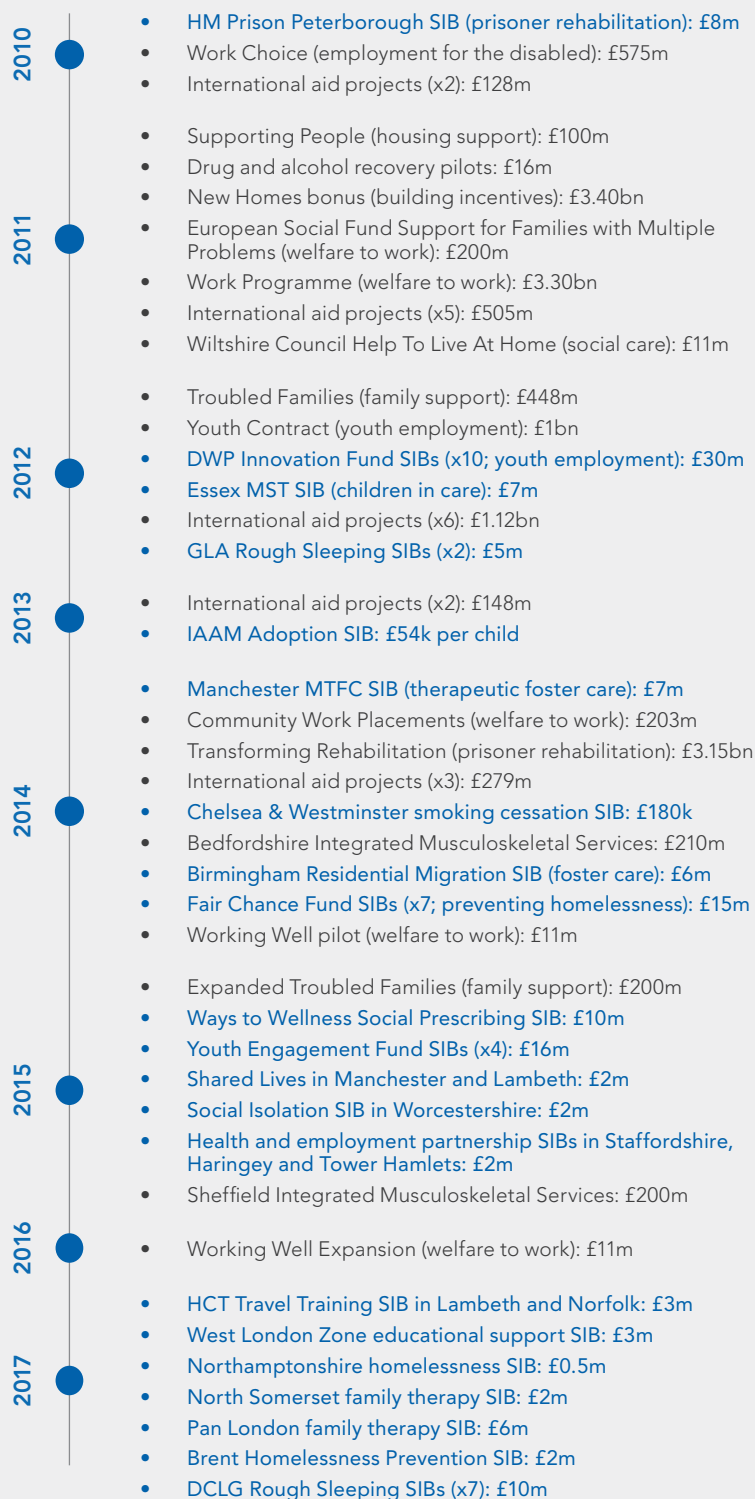 2010
• HM Prison Peterborough SIB (prisoner rehabilitation): £8m
• Work Choice (employment for the disabled): £575m
• International aid projects (x2): £128m
2011
• Supporting People (housing support): £100m
• Drug and alcohol recovery pilots: £16m
• New Homes bonus (building incentives): £3.40bn
• European Social Fund Support for Families with Multiple
Problems (welfare to work): £200m
• Work Programme (welfare to work): £3.30bn
• International aid projects (x5): £505m
• Wiltshire Council Help To Live At Home (social care): £11m
2012
• Troubled Families (family support): £448m
• Youth Contract (youth employment): £1bn
• DWP Innovation Fund SIBs (x10; youth employment): £30m
• Essex MST SIB (children in care): £7m
• International aid projects (x6): £1.12bn
• GLA Rough Sleeping SIBs (x2): £5m
2013
• International aid projects (x2): £148m
• IAAM Adoption SIB: £54k per child
2014
• Manchester MTFC SIB (therapeutic foster care): £7m
• Community Work Placements (welfare to work): £203m
• Transforming Rehabilitation (prisoner rehabilitation): £3.15bn
• International aid projects (x3): £279m
• Chelsea & Westminster smoking cessation SIB: £180k
• Bedfordshire Integrated Musculoskeletal Services: £210m
• Birmingham Residential Migration SIB (foster care): £6m
• Fair Chance Fund SIBs (x7; preventing homelessness): £15m
• Working Well pilot (welfare to work): £11m
2015
• Expanded Troubled Families (family support): £200m
• Ways to Wellness Social Prescribing SIB: £10m
• Youth Engagement Fund SIBs (x4): £16m
• Shared Lives in Manchester and Lambeth: £2m
• Social Isolation SIB in Worcestershire: £2m
• Health and employment partnership SIBs in Staffordshire,
Haringey and Tower Hamlets: £2m
• Sheffield Integrated Musculoskeletal Services: £200m
2016
• Working Well Expansion (welfare to work): £11m
2017
• HCT Travel Training SIB in Lambeth and Norfolk: £3m
• West London Zone educational support SIB: £3m
• Northamptonshire homelessness SIB: £0.5m
• North Somerset family therapy SIB: £2m
• Pan London family therapy SIB: £6m
• Brent Homelessness Prevention SIB: £2m
• DCLG Rough Sleeping SIBs (x7): £10m